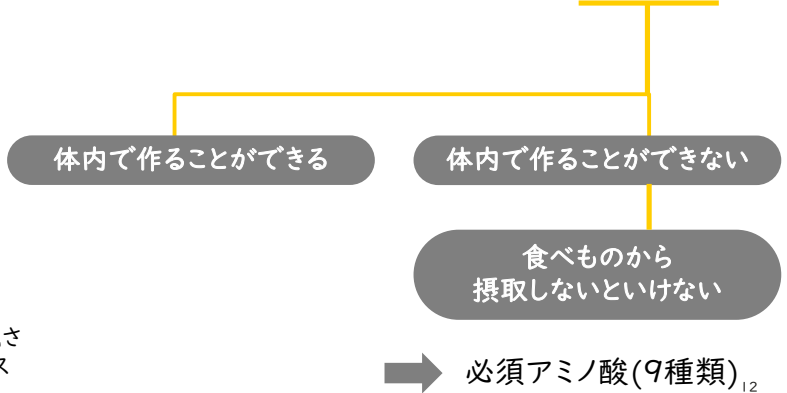 体内で作ることができる
体内で作ることができない
食べものから
摂取しないといけない
さ
ス
必須アミノ酸(9種類)
12